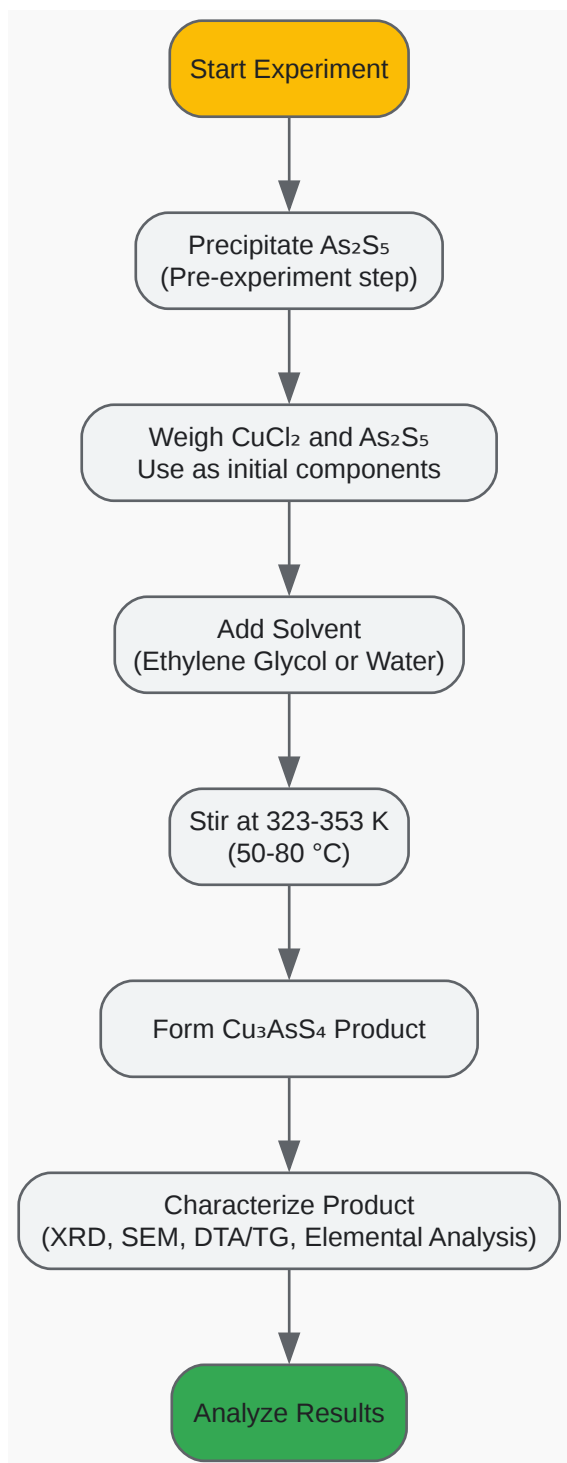 Start Experiment
Precipitate As₂S₅
(Pre-experiment step)
Weigh CuCl₂ and As₂S₅
Use as initial components
Add Solvent
(Ethylene Glycol or Water)
Stir at 323-353 K
(50-80 °C)
Form Cu₃AsS₄ Product
Characterize Product
(XRD, SEM, DTA/TG, Elemental Analysis)
Analyze Results